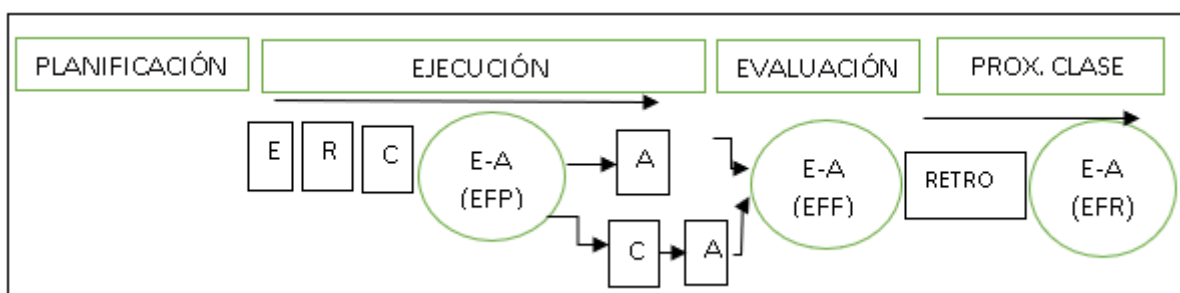 PLANIFICACIÓN
EJECUCIÓN
EVALUACIÓN
PROX. CLASE
E
R
C
E-A
(EFP)
A
C
A
E-A
(EFF)
RETRO
E-A
(EFR)